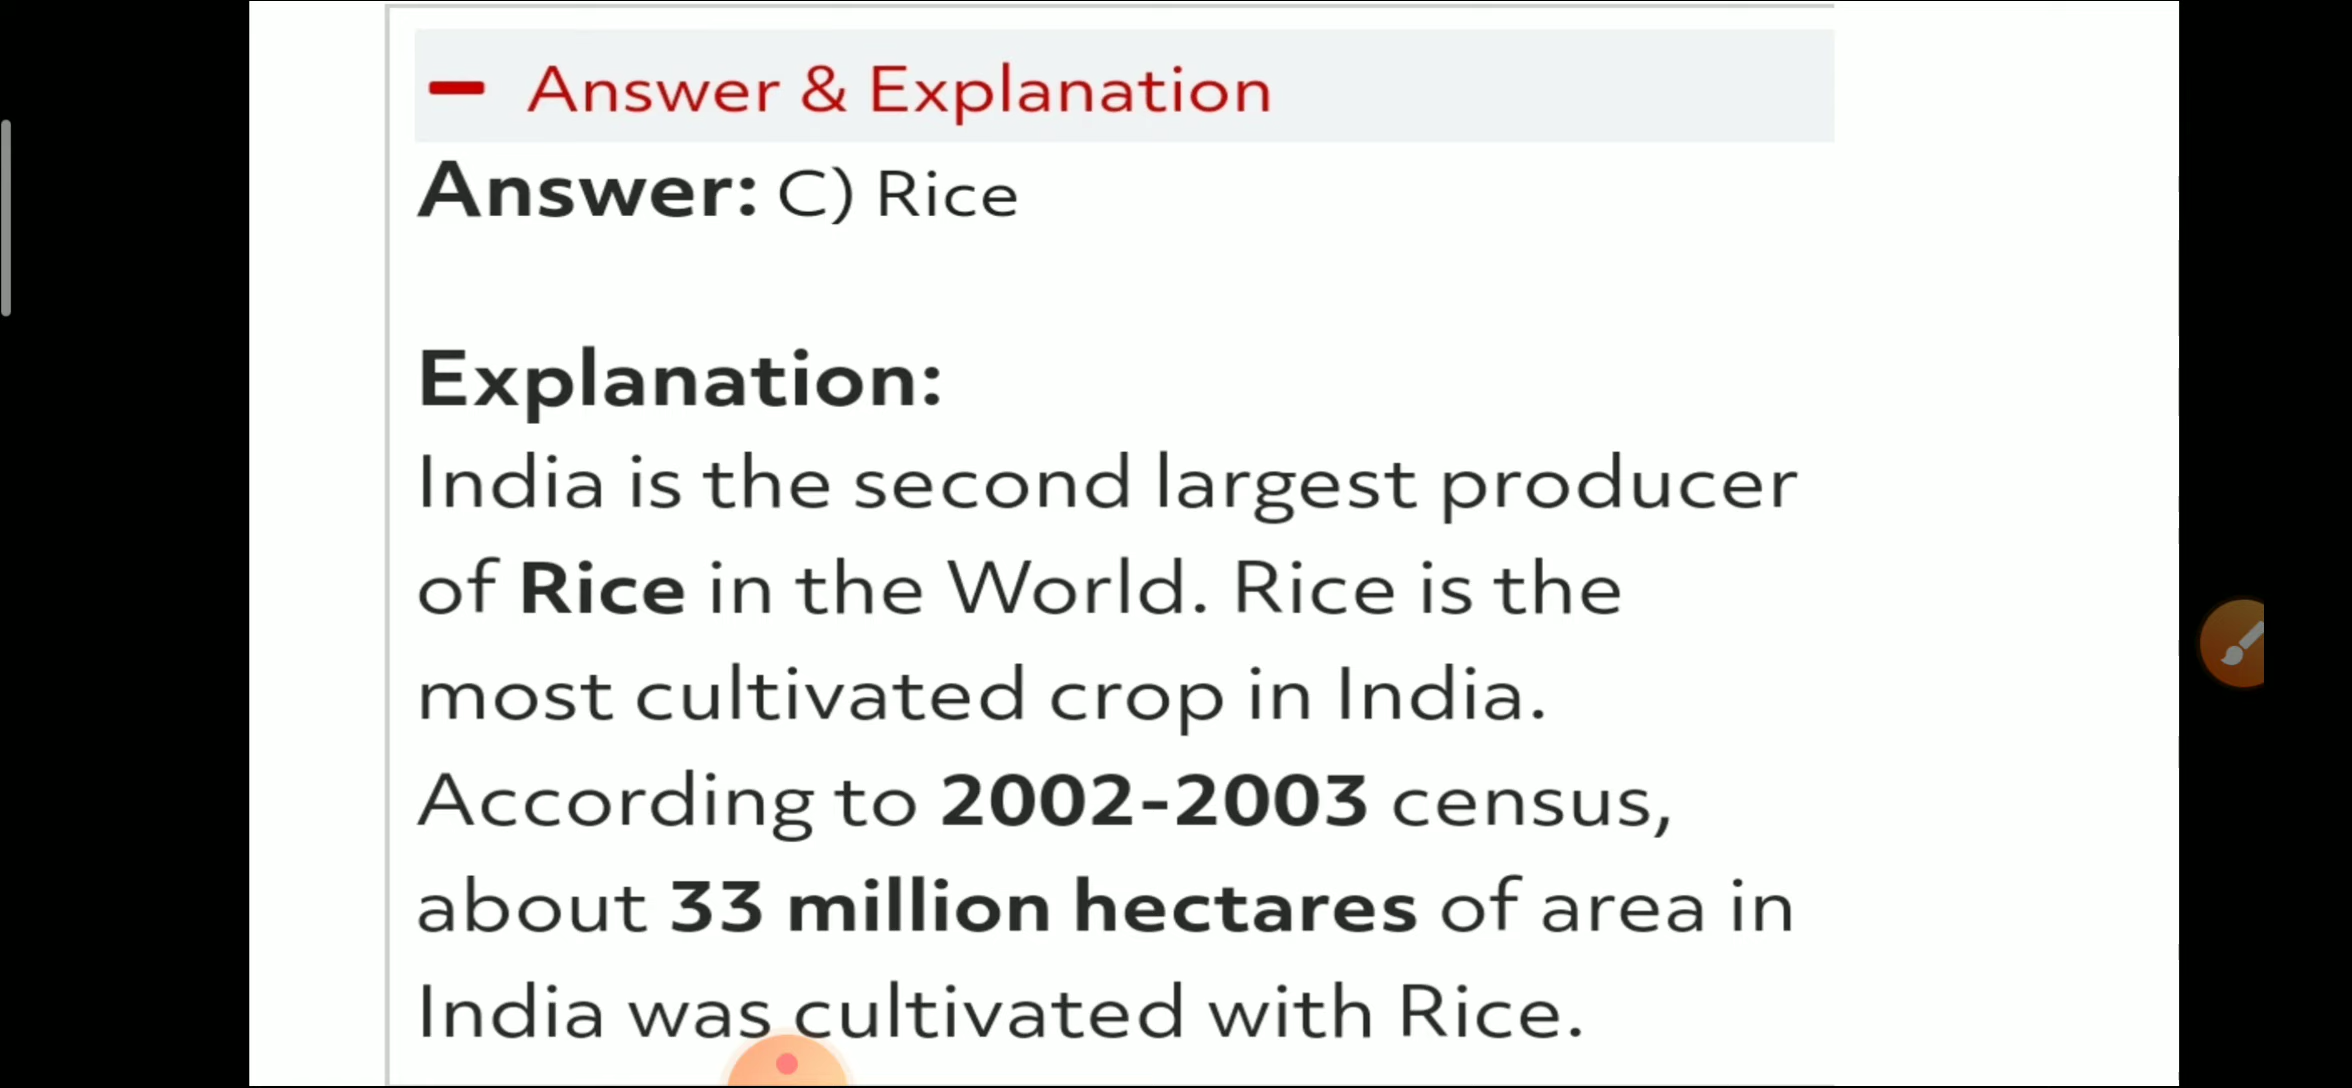 Answer & Explanation
Answer: C) Rice
Explanation:
India is the second largest producer
of Rice in the World. Rice is the
most cultivated crop in India.
According to 2002-2003 census,
about 33 million hectares of area in
India was cultivated with Rice.